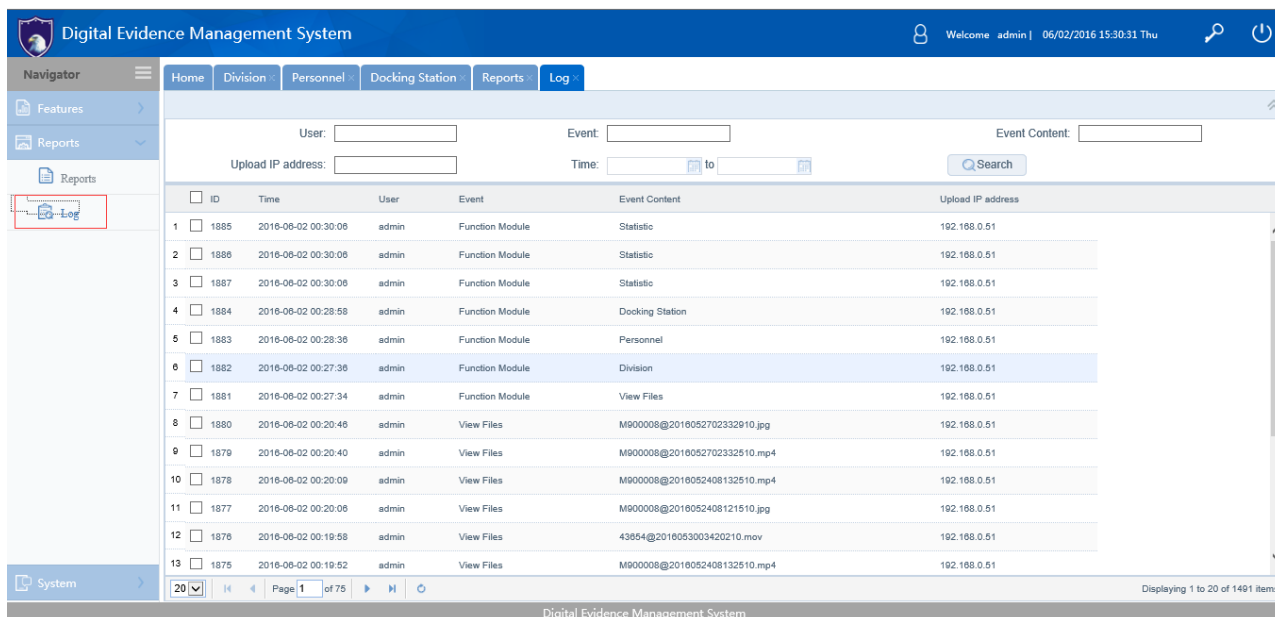 Digital Evidence Management System
Welcome admin | 06/02/2016 15:30:31 Thu
Navigator
Home Division × Personnel × Docking Station × Reports × Log ×
Features
Reports
Reports
Log
System
User: Event: Event Content:
Upload IP address: Time: to Search
ID Time User Event Event Content Upload IP address
1 1885 2016-06-02 00:30:06 admin Function Module Statistic 192.168.0.51
2 1886 2016-06-02 00:30:06 admin Function Module Statistic 192.168.0.51
3 1887 2016-06-02 00:30:06 admin Function Module Statistic 192.168.0.51
4 1884 2016-06-02 00:28:58 admin Function Module Docking Station 192.168.0.51
5 1883 2016-06-02 00:28:36 admin Function Module Personnel 192.168.0.51
6 1882 2016-06-02 00:27:36 admin Function Module Division 192.168.0.51
7 1881 2016-06-02 00:27:34 admin Function Module View Files 192.168.0.51
8 1880 2016-06-02 00:20:46 admin View Files M900008@2016052702332910.jpg 192.168.0.51
9 1879 2016-06-02 00:20:40 admin View Files M900008@2016052702332510.mp4 192.168.0.51
10 1878 2016-06-02 00:20:09 admin View Files M900008@2016052408132510.mp4 192.168.0.51
11 1877 2016-06-02 00:20:06 admin View Files M900008@2016052408121510.jpg 192.168.0.51
12 1876 2016-06-02 00:19:58 admin View Files 43654@2016053003420210.mov 192.168.0.51
13 1875 2016-06-02 00:19:52 admin View Files M900008@2016052408132510.mp4 192.168.0.51
20 Page 1 of 75 Displaying 1 to 20 of 1491 items
Digital Evidence Management System